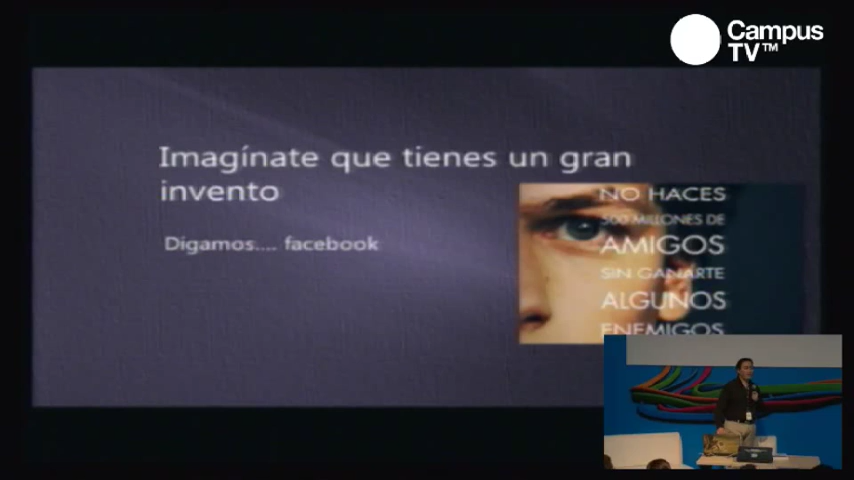 Campus
TV™
Imagínate que tienes un gran
invento
Digamos.... facebook
NO HACES
500 MILLONES DE
AMIGOS
SIN GANARTE
ALGUNOS
ENEMIGOS